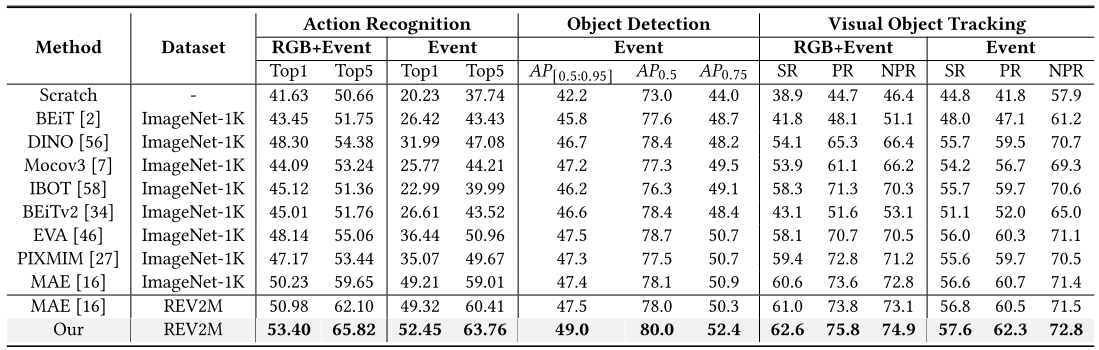 Method Dataset Action Recognition Object Detection Visual Object Tracking
RGB+Event Event Event RGB+Event Event
Top1 Top5 Top1 Top5 AP[0.5:0.95] AP0.5 AP0.75 SR PR NPR SR PR NPR
Scratch - 41.63 50.66 20.23 37.74 42.2 73.0 44.0 38.9 44.7 46.4 44.8 41.8 57.9
BEiT [2] ImageNet-1K 43.45 51.75 26.42 43.43 45.8 77.6 48.7 41.8 48.1 51.1 48.0 47.1 61.2
DINO [56] ImageNet-1K 48.30 54.38 31.99 47.08 46.7 78.4 48.2 54.1 65.3 66.4 55.7 59.5 70.7
Mocov3 [7] ImageNet-1K 44.09 53.24 25.77 44.21 47.2 77.3 49.5 53.9 61.1 66.2 54.2 56.7 69.3
IBOT [58] ImageNet-1K 45.12 51.36 22.99 39.99 46.2 76.3 49.1 58.3 71.3 70.3 55.7 59.7 70.6
BEiTv2 [34] ImageNet-1K 45.01 51.76 26.61 43.52 46.6 78.4 48.4 43.1 51.6 53.1 51.1 52.0 65.0
EVA [46] ImageNet-1K 48.14 55.06 36.44 50.96 47.5 78.7 50.7 58.1 70.7 70.5 56.0 60.3 71.1
PIXMIM [27] ImageNet-1K 47.17 53.44 35.07 49.67 47.3 77.5 50.7 59.4 72.8 71.2 55.6 59.7 70.5
MAE [16] ImageNet-1K 50.23 59.65 49.21 59.01 47.4 78.1 50.9 60.6 73.6 72.8 56.6 60.7 71.4
MAE [16] REV2M 50.98 62.10 49.32 60.41 47.5 78.0 50.3 61.0 73.8 73.1 56.8 60.5 71.5
Our REV2M 53.40 65.82 52.45 63.76 49.0 80.0 52.4 62.6 75.8 74.9 57.6 62.3 72.8